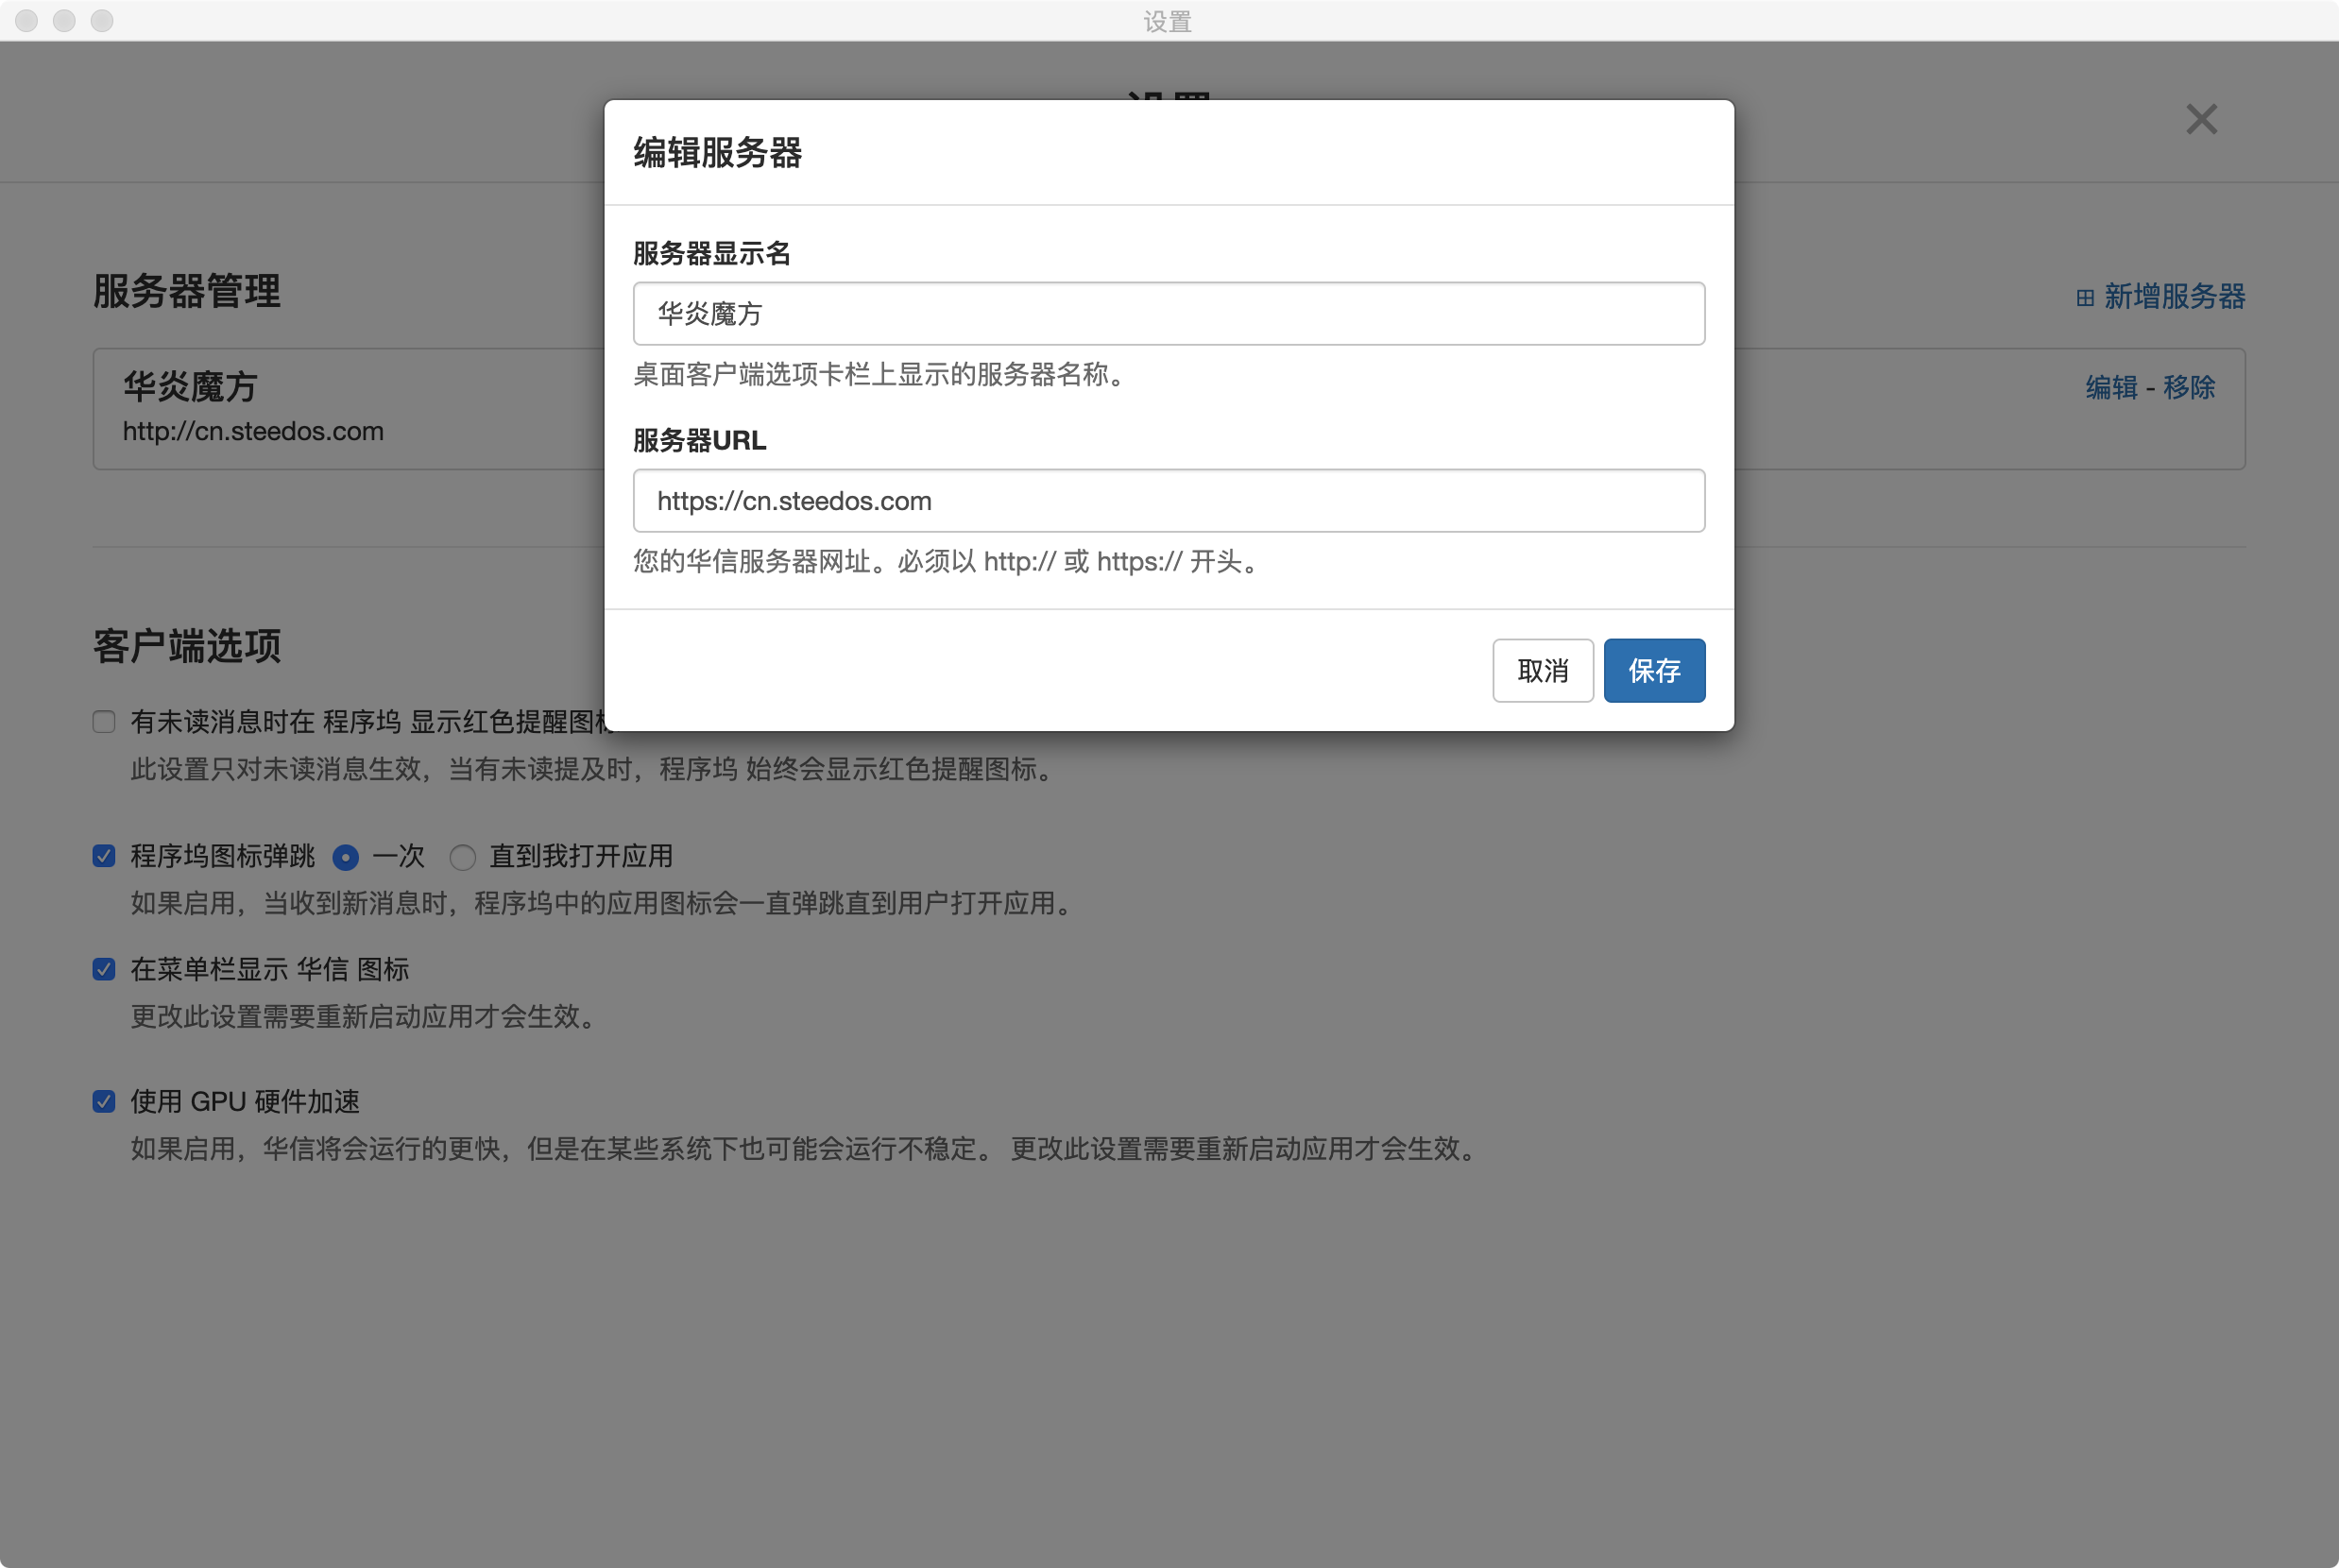 设置
编辑服务器
服务器显示名
华炎魔方
桌面客户端选项卡栏上显示的服务器名称。
服务器URL
https://cn.steedos.com
您的华信服务器网址。必须以 http:// 或 https:// 开头。
取消 保存
服务器管理
新增服务器
华炎魔方
编辑 - 移除
http://cn.steedos.com
客户端选项
有未读消息时在 程序坞 显示红色提醒图
此设置只对未读消息生效，当有未读提及时，程序坞 始终会显示红色提醒图标。
程序坞图标弹跳 一次 直到我打开应用
如果启用，当收到新消息时，程序坞中的应用图标会一直弹跳直到用户打开应用。
在菜单栏显示 华信 图标
更改此设置需要重新启动应用才会生效。
使用 GPU 硬件加速
如果启用，华信将会运行的更快，但是在某些系统下也可能会运行不稳定。 更改此设置需要重新启动应用才会生效。